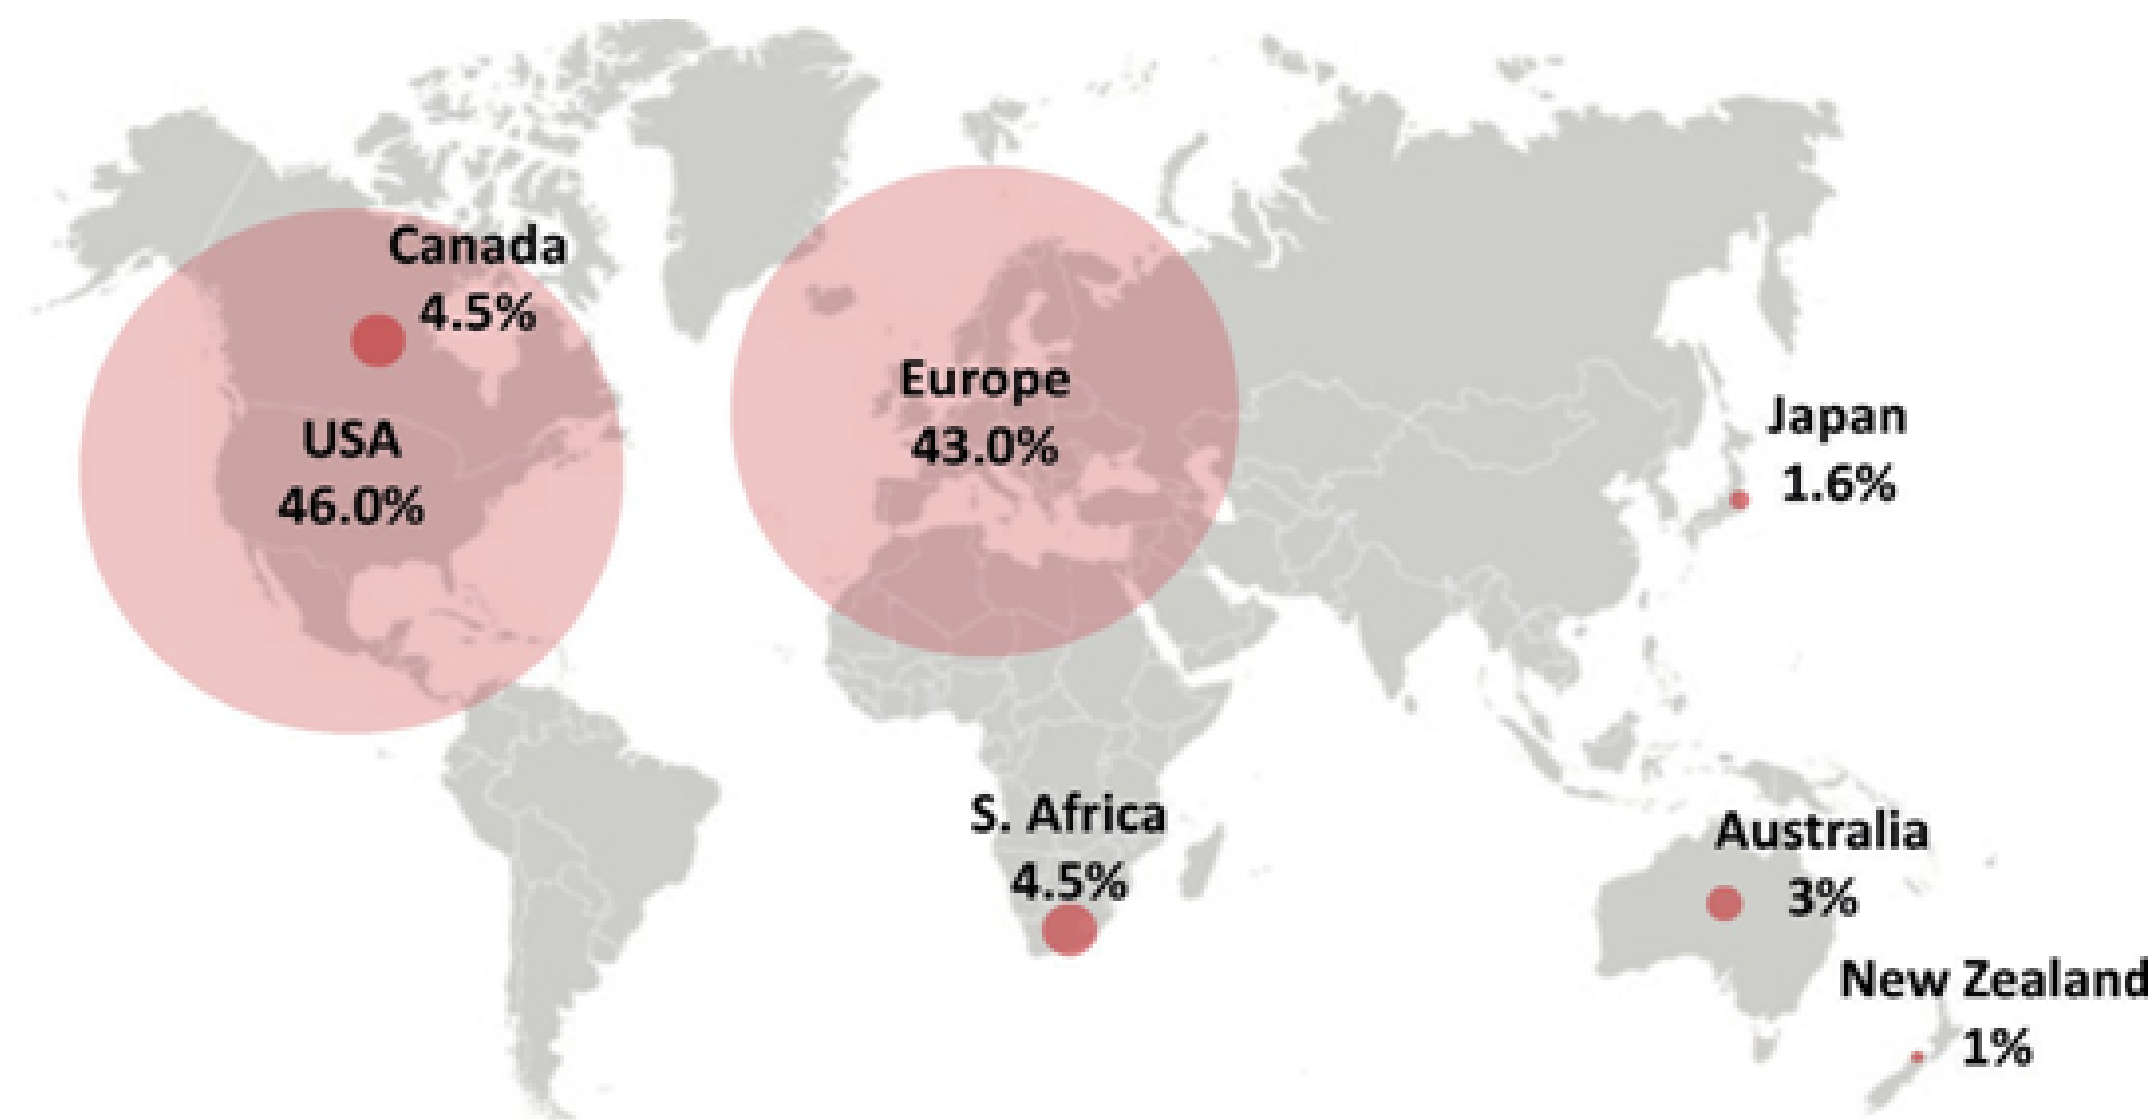 Canada
4.5%
USA
46.0%
Europe
43.0%
Japan
1.6%
S. Africa
4.5%
Australia
3%
New Zealand
1%